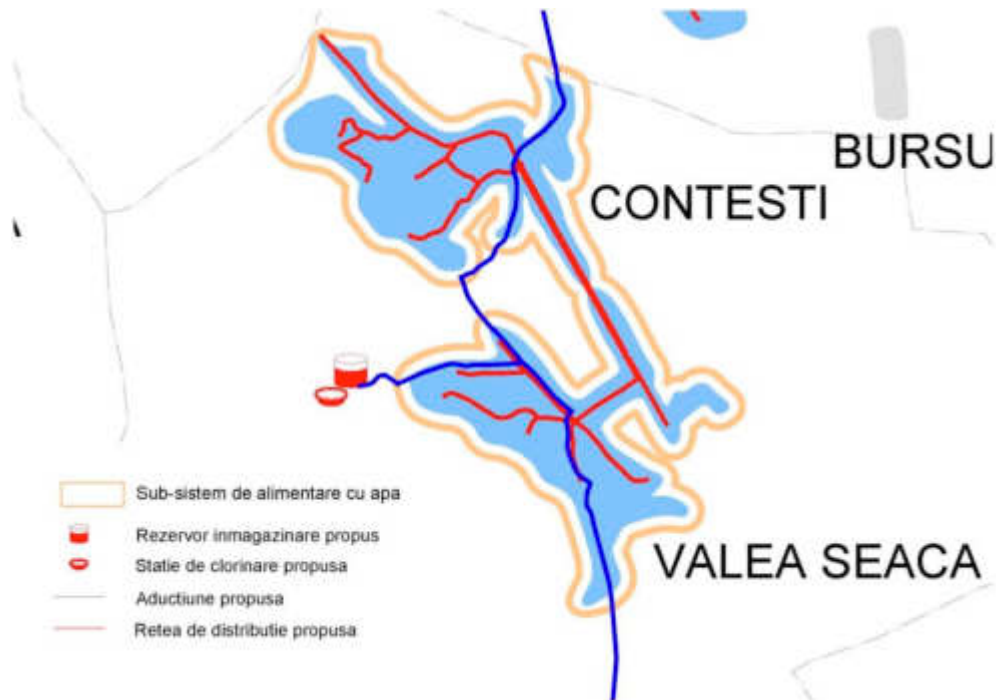 BURSU
CONTESTI
VALEA SEACA
Sub-sistem de alimentare cu apa
Rezervor inmagazinare propus
Statie de clorinare propusa
Aductiune propusa
Retea de distributie propusa